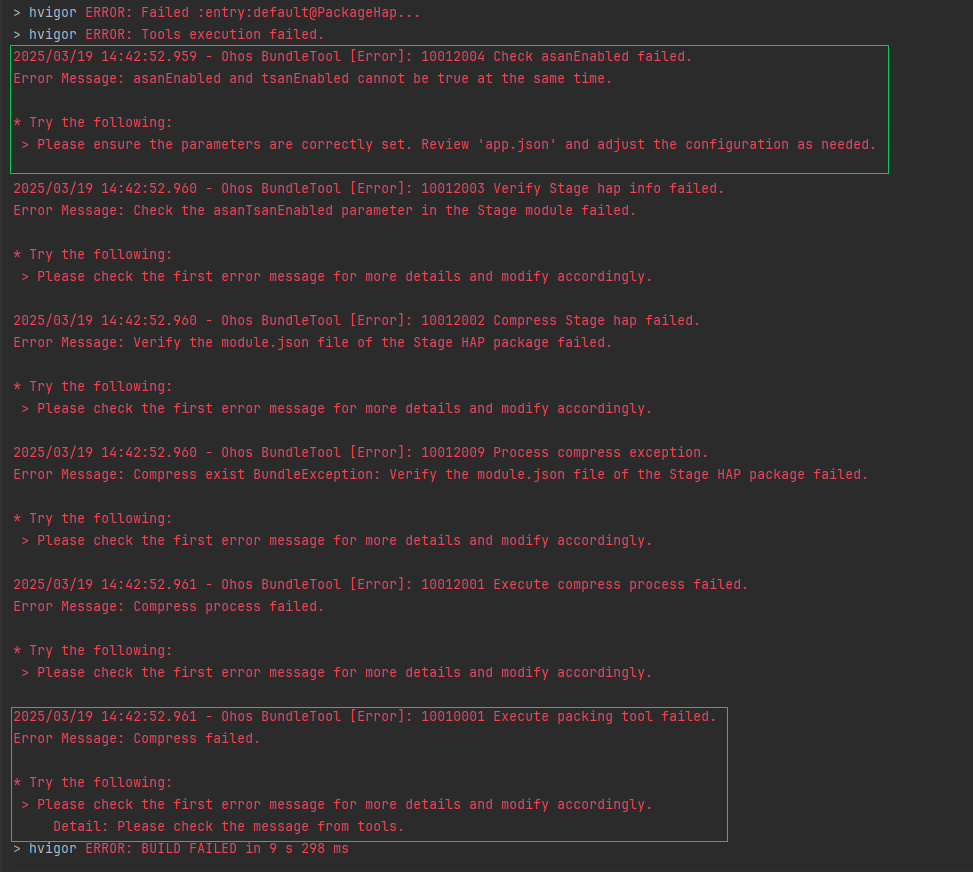 > hvigor ERROR: Failed :entry:default@PackageHap...
> hvigor ERROR: Tools execution failed.
2025/03/19 14:42:52.959 - Ohos BundleTool [Error]: 10012004 Check asanEnabled failed.
Error Message: asanEnabled and tsanEnabled cannot be true at the same time.
* Try the following:
> Please ensure the parameters are correctly set. Review 'app.json' and adjust the configuration as needed.
2025/03/19 14:42:52.960 - Ohos BundleTool [Error]: 10012003 Verify Stage hap info failed.
Error Message: Check the asanTsanEnabled parameter in the Stage module failed.
* Try the following:
> Please check the first error message for more details and modify accordingly.
2025/03/19 14:42:52.960 - Ohos BundleTool [Error]: 10012002 Compress Stage hap failed.
Error Message: Verify the module.json file of the Stage HAP package failed.
* Try the following:
> Please check the first error message for more details and modify accordingly.
2025/03/19 14:42:52.960 - Ohos BundleTool [Error]: 10012009 Process compress exception.
Error Message: Compress exist BundleException: Verify the module.json file of the Stage HAP package failed.
* Try the following:
> Please check the first error message for more details and modify accordingly.
2025/03/19 14:42:52.961 - Ohos BundleTool [Error]: 10012001 Execute compress process failed.
Error Message: Compress process failed.
* Try the following:
> Please check the first error message for more details and modify accordingly.
2025/03/19 14:42:52.961 - Ohos BundleTool [Error]: 10010001 Execute packing tool failed.
Error Message: Compress failed.
* Try the following:
> Please check the first error message for more details and modify accordingly.
Detail: Please check the message from tools.
> hvigor ERROR: BUILD FAILED in 9 s 298 ms